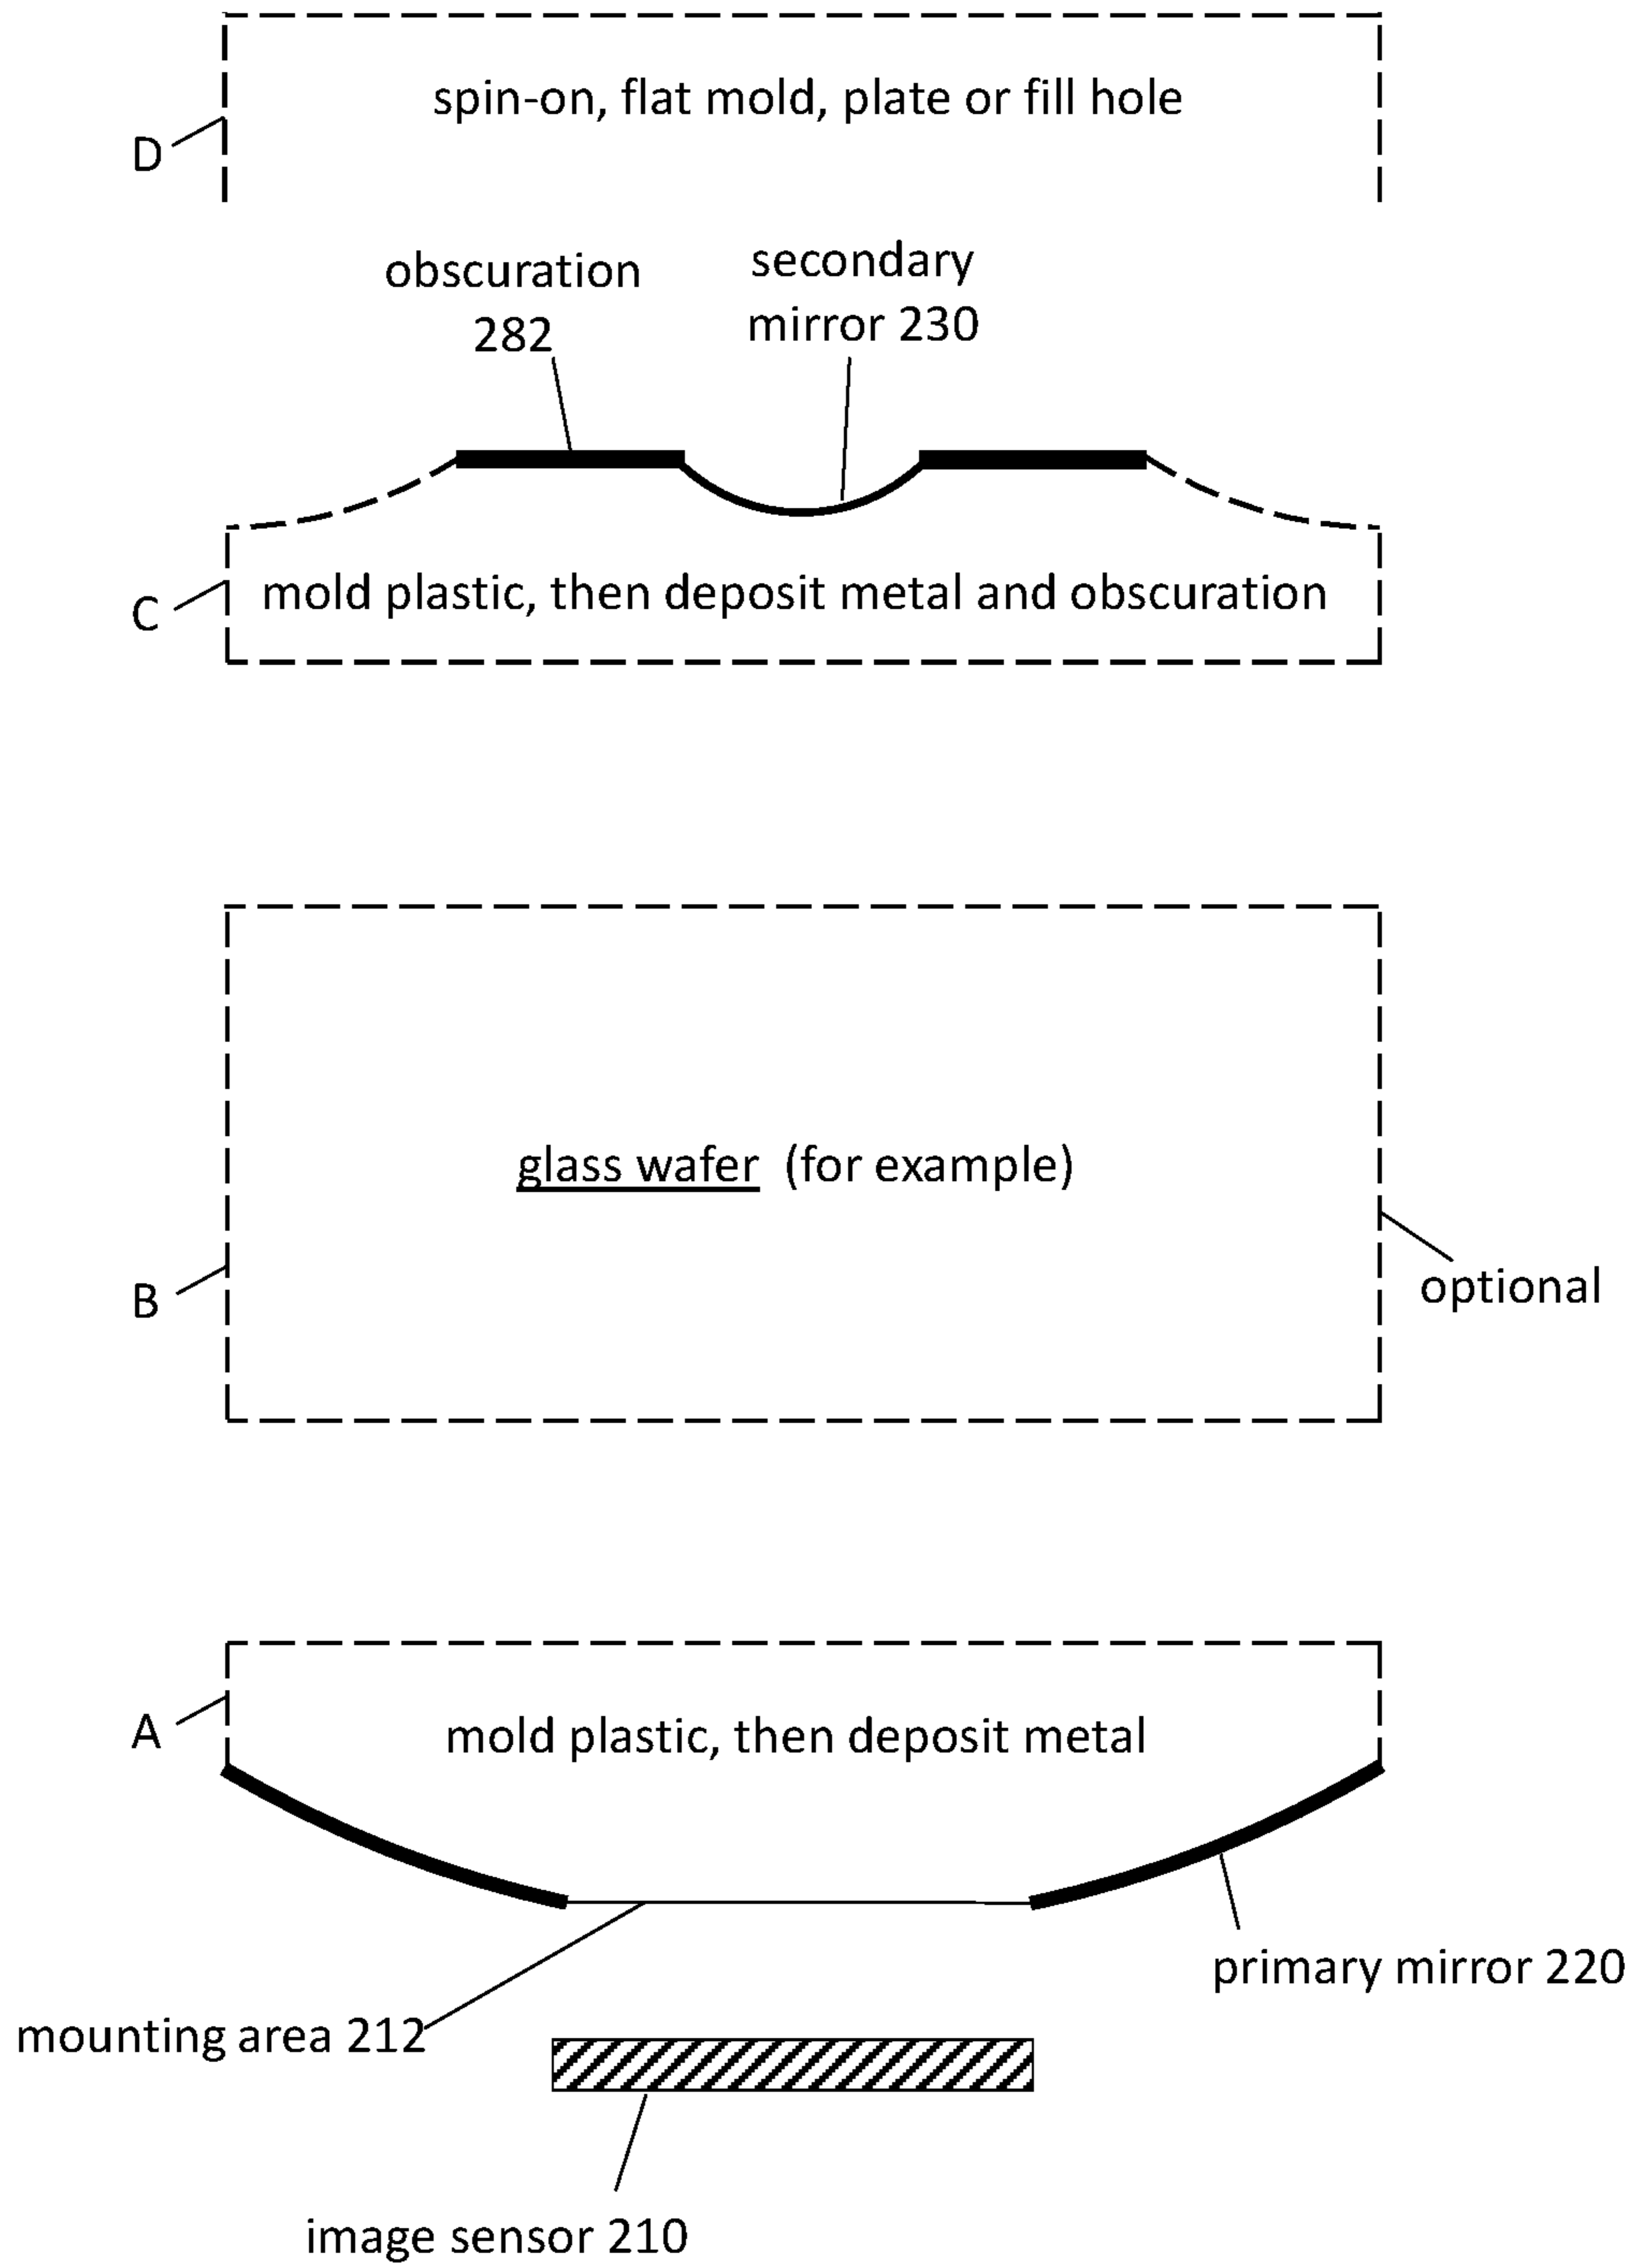 spin-on, flat mold, plate or fill hole
D
obscuration
282
secondary
mirror 230
C
mold plastic, then deposit metal and obscuration
glass wafer (for example)
B
optional
A
mold plastic, then deposit metal
primary mirror 220
mounting area 212
image sensor 210